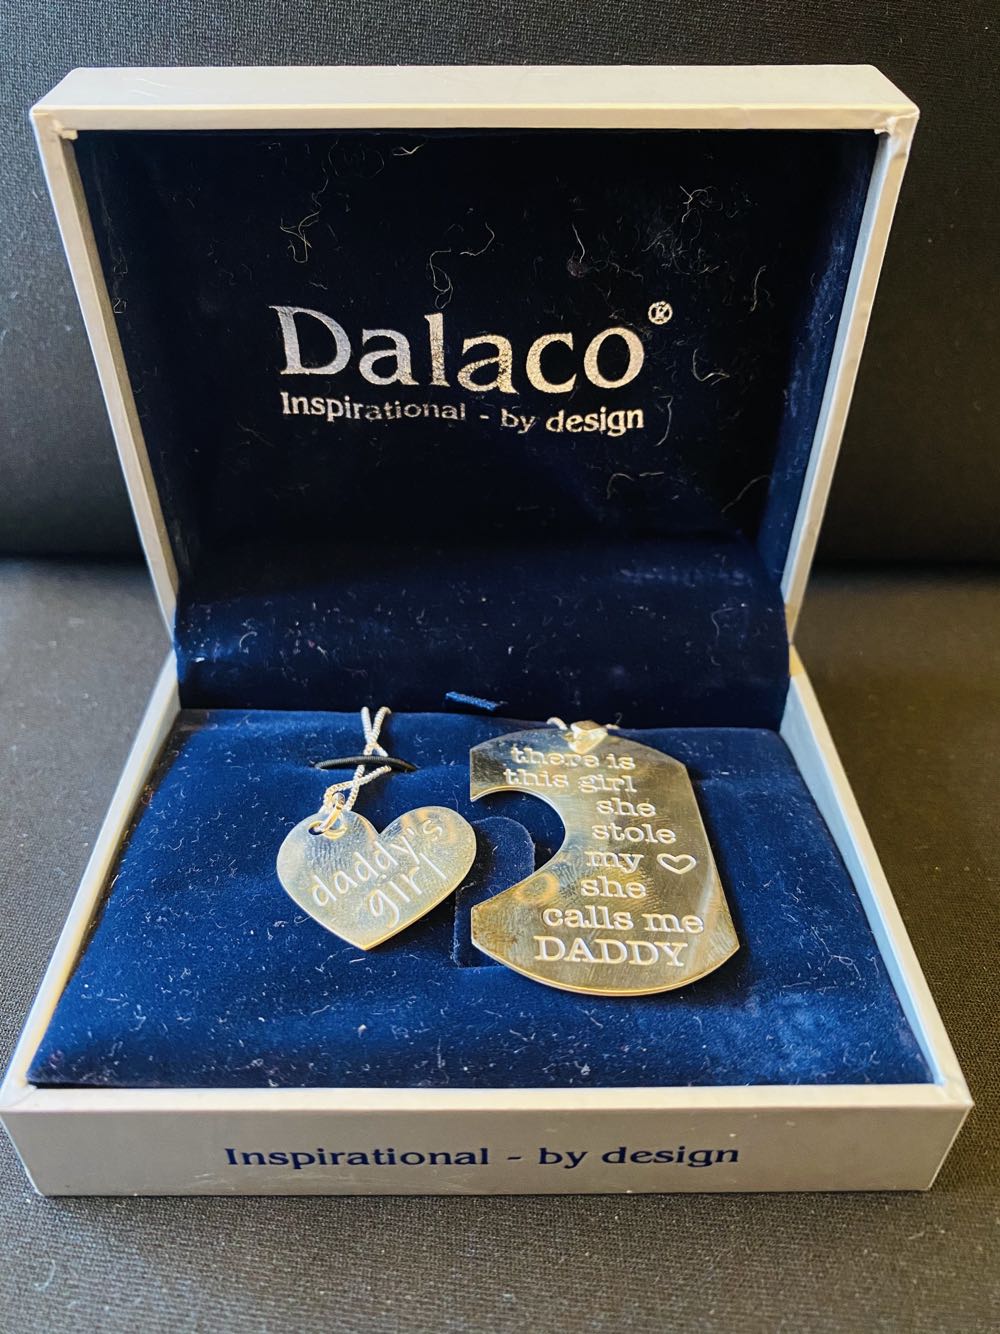 Dalaco®
Inspirational - by design
daddy's
girl
there is
this girl
she
stole
my ♡
she
calls me
DADDY
Inspirational - by design